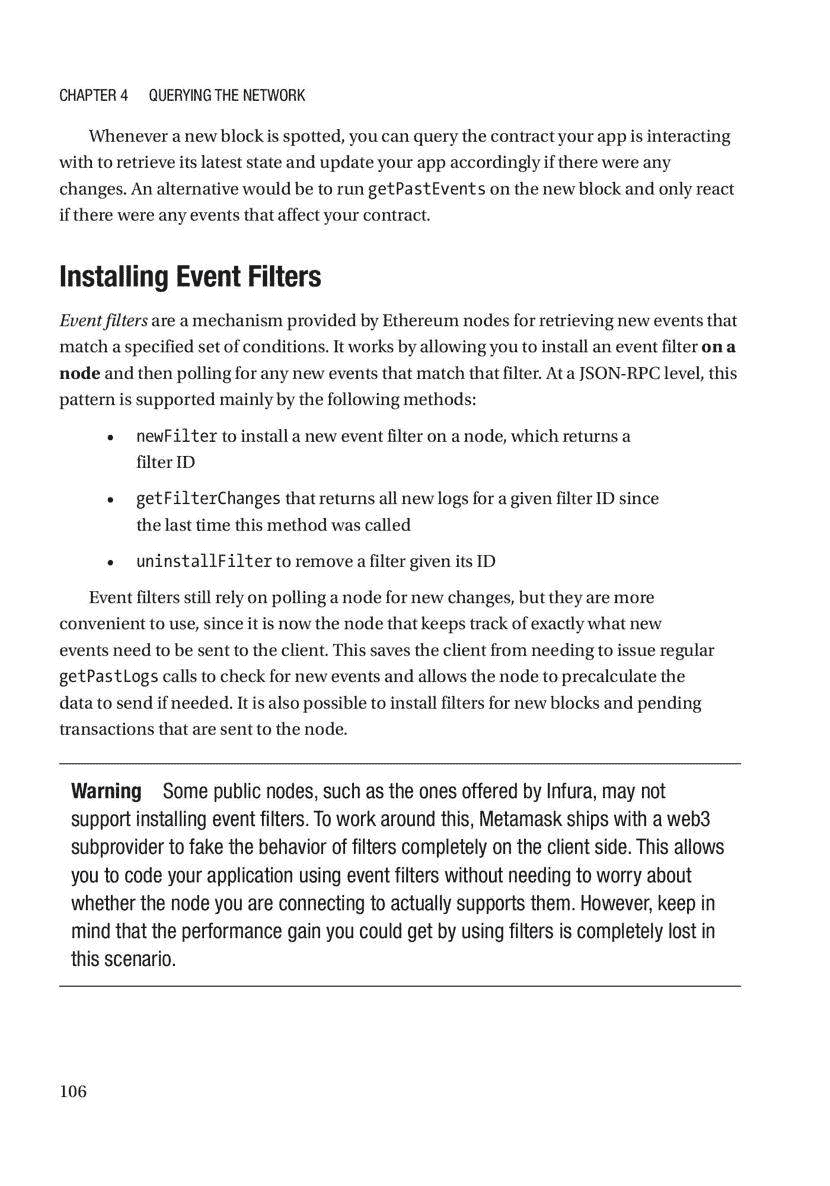 CHAPTER 4 QUERYING THE NETWORK
Whenever a new block is spotted, you can query the contract your app is interacting
with to retrieve its latest state and update your app accordingly if there were any
changes. An alternative would be to run getPastEvents on the new block and only react
if there were any events that affect your contract.
Installing Event Filters
Event filters are a mechanism provided by Ethereum nodes for retrieving new events that
match a specified set of conditions. It works by allowing you to install an event filter on a
node and then polling for any new events that match that filter. At a JSON-RPC level, this
pattern is supported mainly by the following methods:
• newFilter to install a new event filter on a node, which returns a
filter ID
• getFilterChanges that returns all new logs for a given filter ID since
the last time this method was called
• uninstallFilter to remove a filter given its ID
Event filters still rely on polling a node for new changes, but they are more
convenient to use, since it is now the node that keeps track of exactly what new
events need to be sent to the client. This saves the client from needing to issue regular
getPastLogs calls to check for new events and allows the node to precalculate the
data to send if needed. It is also possible to install filters for new blocks and pending
transactions that are sent to the node.
Warning Some public nodes, such as the ones offered by Infura, may not
support installing event filters. To work around this, Metamask ships with a web3
subprovider to fake the behavior of filters completely on the client side. This allows
you to code your application using event filters without needing to worry about
whether the node you are connecting to actually supports them. However, keep in
mind that the performance gain you could get by using filters is completely lost in
this scenario.
106